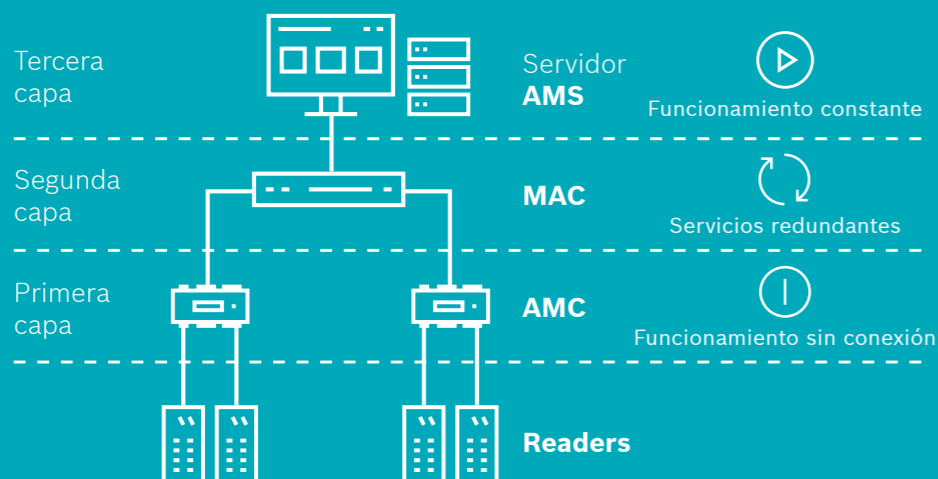 Tercera
capa
Servidor
AMS
Funcionamiento constante
Segunda
capa
MAC
Servicios redundantes
Primera
capa
AMC
Funcionamiento sin conexión
Readers